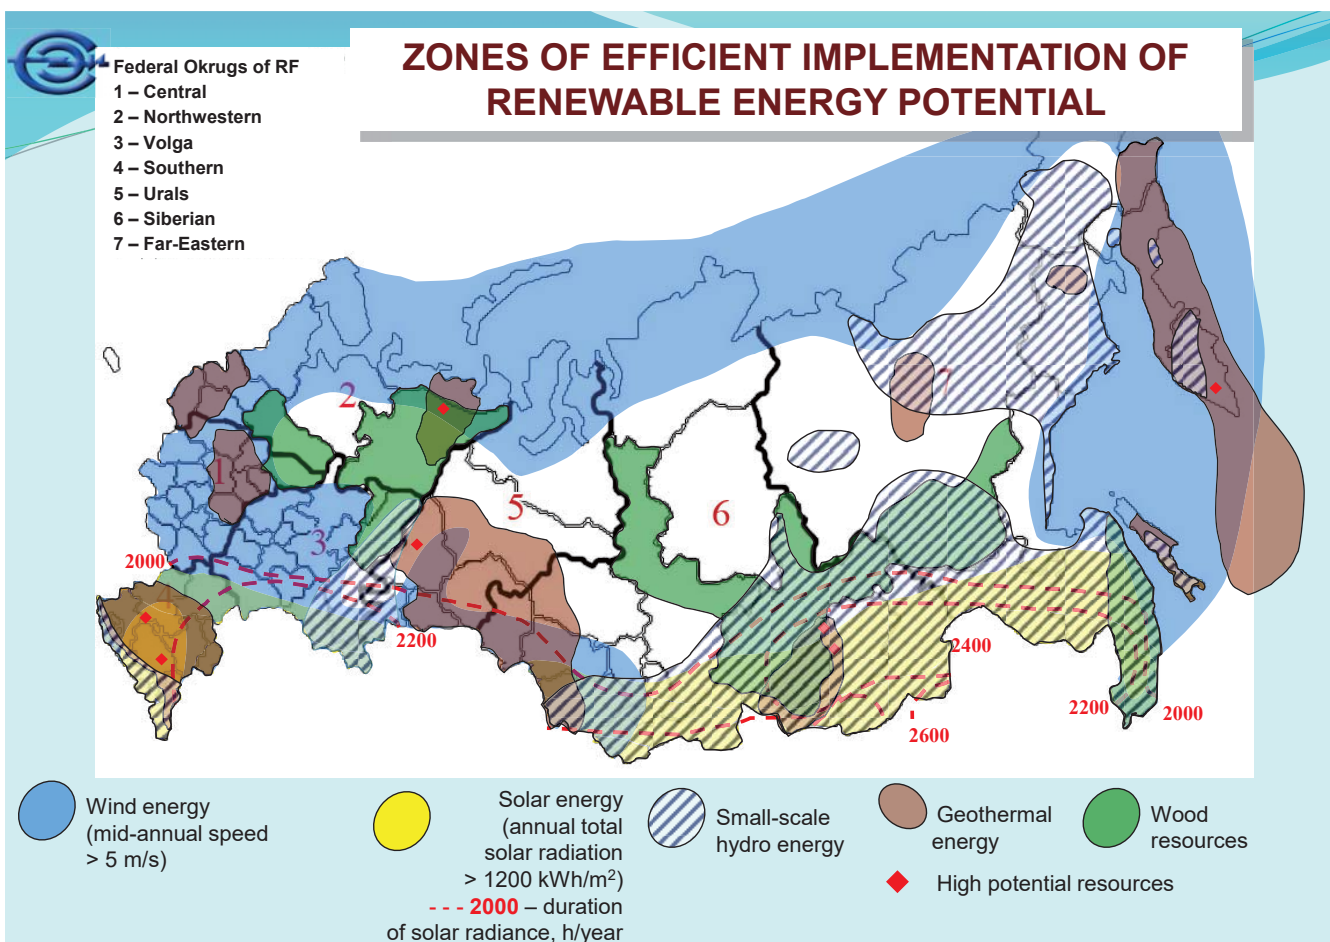 ZONES OF EFFICIENT IMPLEMENTATION OF
RENEWABLE ENERGY POTENTIAL
Federal Okrugs of RF
1 – Central
2 – Northwestern
3 – Volga
4 – Southern
5 – Urals
6 – Siberian
7 – Far-Eastern
2
7
1
5
6
3
2000
4
2200
2400
2200
2000
2600
Wind energy
(mid-annual speed
> 5 m/s)
Solar energy
(annual total
solar radiation
> 1200 kWh/m²)
- - - 2000 – duration
of solar radiance, h/year
Small-scale
hydro energy
Geothermal
energy
Wood
resources
High potential resources